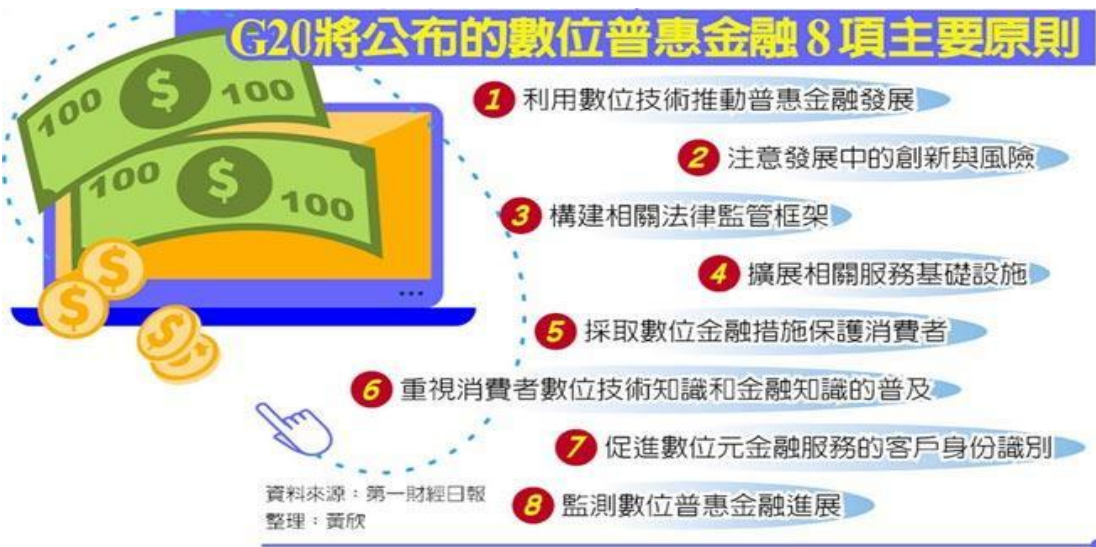 G20將公布的數位普惠金融8項主要原則
100
100
100
100
1 利用數位技術推動普惠金融發展
2 注意發展中的創新與風險
3 構建相關法律監管框架
4 擴展相關服務基礎設施
5 採取數位金融措施保護消費者
6 重視消費者數位技術知識和金融知識的普及
7 促進數位元金融服務的客戶身份識別
8 監測數位普惠金融進展
資料來源：第一財經日報
整理：黃欣